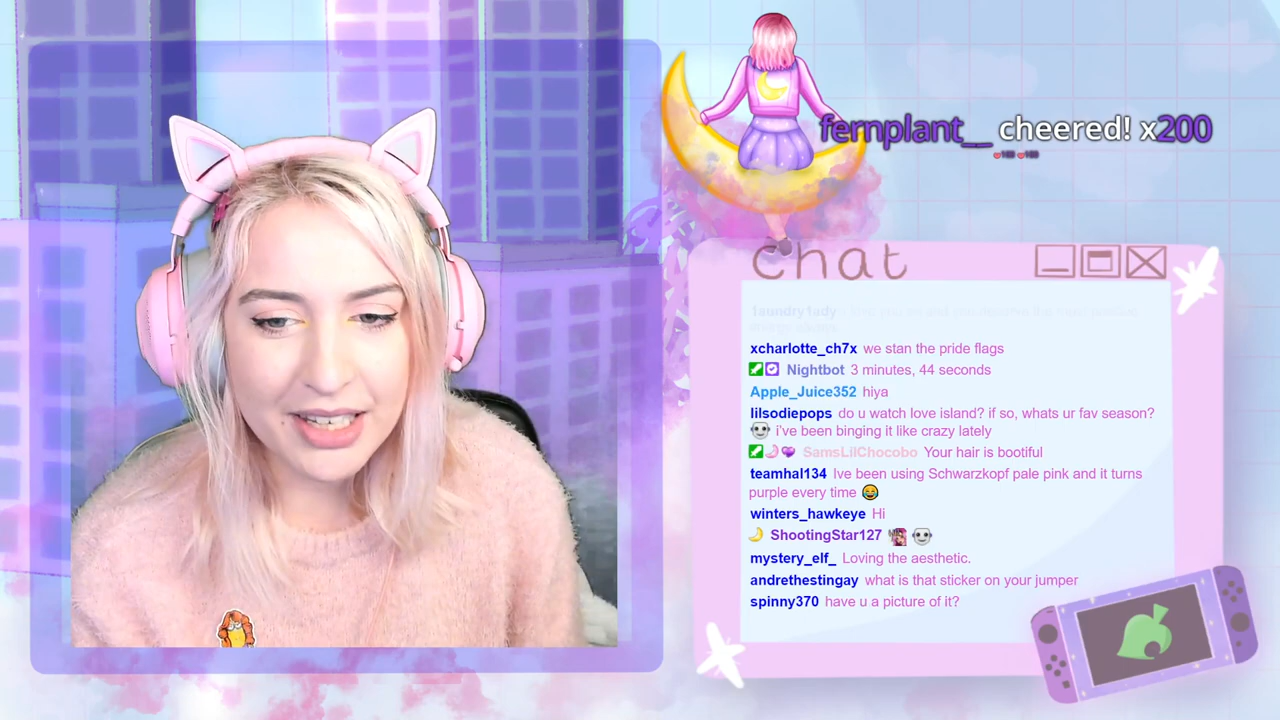 fernplant__ cheered! x200
chat
xcharlotte_ch7x we stan the pride flags
Nightbot 3 minutes, 44 seconds
Apple_Juice352 hiya
lilsodiepops do u watch love island? if so, whats ur fav season?
i've been binging it like crazy lately
SamsLilChocobo Your hair is bootiful
teamhal134 Ive been using Schwarzkopf pale pink and it turns
purple every time 😂
winters_hawkeye Hi
ShootingStar127
mystery_elf_ Loving the aesthetic.
andrethestingay what is that sticker on your jumper
spinny370 have u a picture of it?